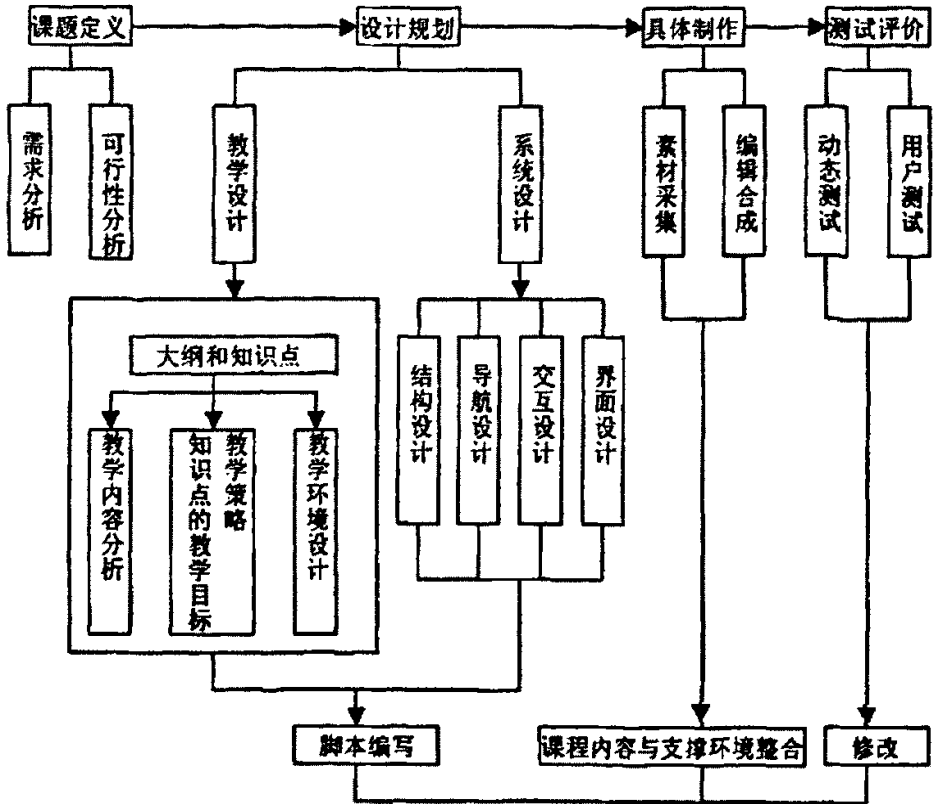 课题定义
设计规划
具体制作
测试评价
需求分析
可行性分析
教学设计
系统设计
素材采集
编辑合成
动态测试
用户测试
大纲和知识点
教学内容分析
教学策略
知识点的教学目标
教学环境设计
结构设计
导航设计
交互设计
界面设计
脚本编写
课程内容与支撑环境整合
修改